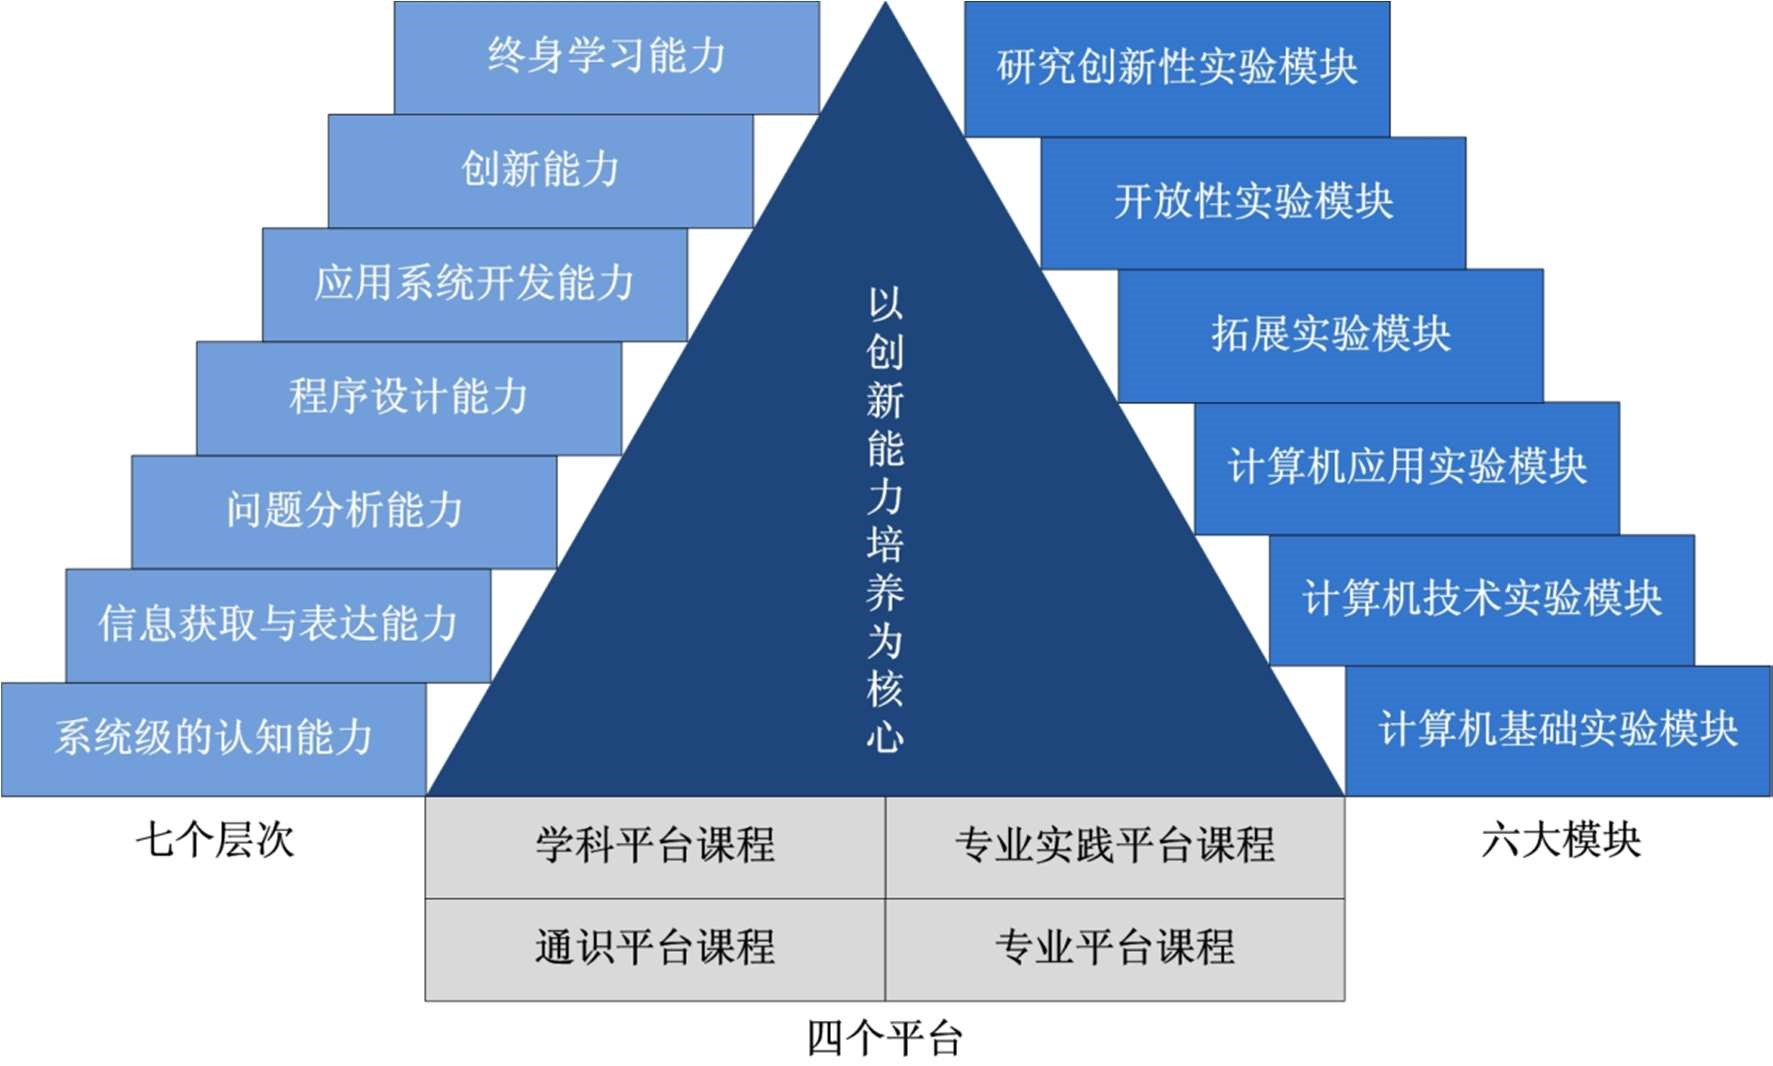 终身学习能力
创新能力
应用系统开发能力
程序设计能力
问题分析能力
信息获取与表达能力
系统级的认知能力
七个层次
以创新能力培养为核心
研究创新性实验模块
开放性实验模块
拓展实验模块
计算机应用实验模块
计算机技术实验模块
计算机基础实验模块
六大模块
学科平台课程
专业实践平台课程
通识平台课程
专业平台课程
四个平台